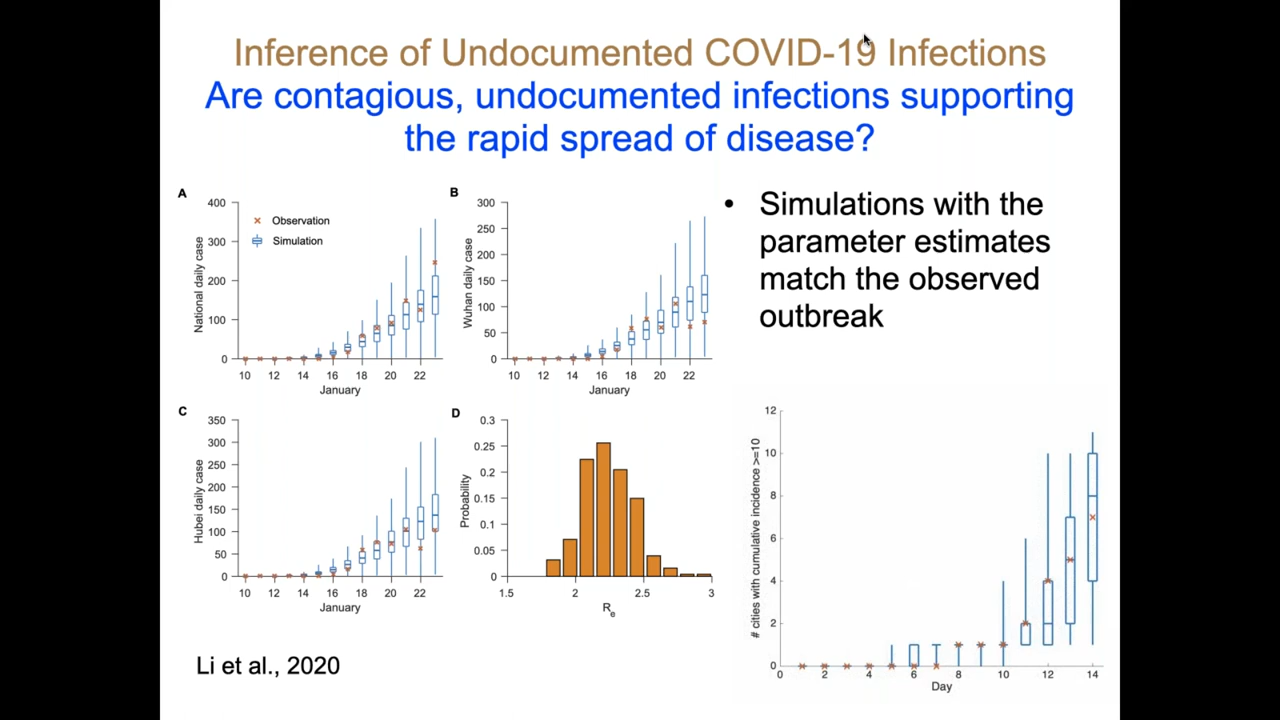 Inference of Undocumented COVID-19 Infections
Are contagious, undocumented infections supporting
the rapid spread of disease?
A
National daily case
400
300
200
100
0
Observation
Simulation
10 12 14 16 18 20 22
January
B
Wuhan daily case
300
250
200
150
100
50
0
10 12 14 16 18 20 22
January
• Simulations with the
parameter estimates
match the observed
outbreak
C
Hubei daily case
350
300
250
200
150
100
50
0
10 12 14 16 18 20 22
January
D
Probability
0.3
0.25
0.2
0.15
0.1
0.05
0
1.5 2 2.5 3
Re
# cities with cumulative incidence >=10
12
10
8
6
4
2
0
0 2 4 6 8 10 12 14
Day
Li et al., 2020